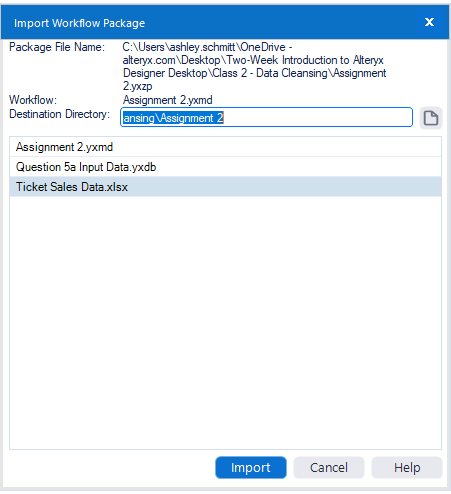 Import Workflow Package
x
Package File Name: C:\Users\ashley.schmitt\OneDrive -
alteryx.com\Desktop\Two-Week Introduction to Alteryx
Designer Desktop\Class 2 - Data Cleansing\Assignment
2.yxzp
Workflow: Assignment 2.yxmd
Destination Directory: ansing\Assignment 2
Assignment 2.yxmd
Question 5a Input Data.yxdb
Ticket Sales Data.xlsx
Import Cancel Help